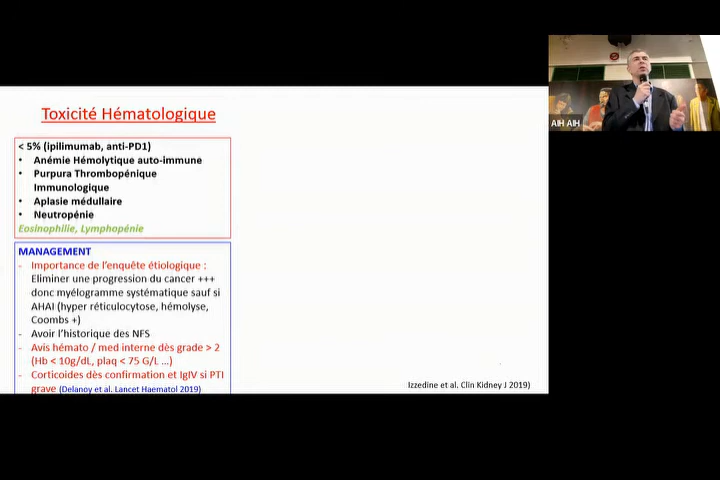 Toxicité Hématologique
< 5% (ipilimumab, anti-PD1)
• Anémie Hémolytique auto-immune
• Purpura Thrombopénique
Immunologique
• Aplasie médullaire
• Neutropénie
Eosinophilie, Lymphopénie
MANAGEMENT
- Importance de l'enquête étiologique :
Eliminer une progression du cancer +++
donc myélogramme systématique sauf si
AHAI (hyper réticulocytose, hémolyse,
Coombs +)
- Avoir l'historique des NFS
- Avis hémato / med interne dès grade > 2
(Hb < 10g/dL, plaq < 75 G/L ...)
- Corticoides dès confirmation et IgIV si PTI
grave (Delanoy et al. Lancet Haematol 2019)
Izzedine et al. Clin Kidney J 2019)
AIH AIH